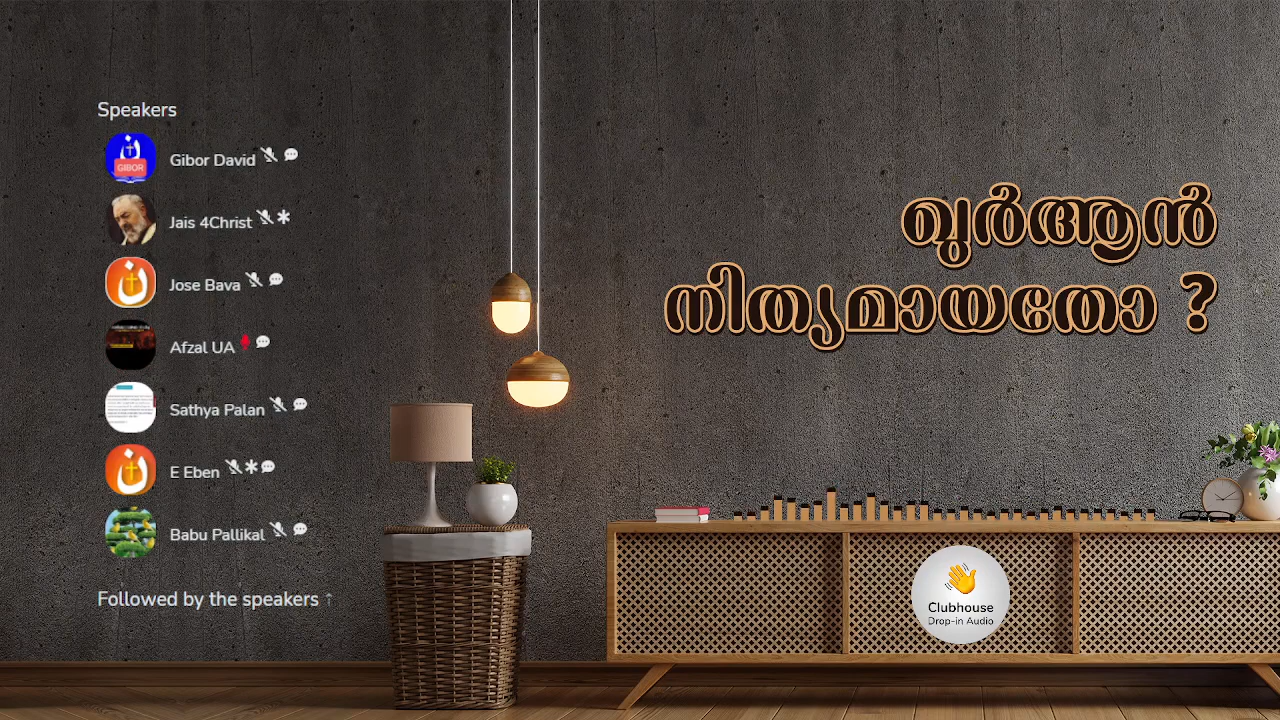 Speakers
GIBOR
Gibor David
Jais 4Christ
Jose Bava
Afzal UA
Sathya Palan
E Eben
Babu Pallikal
Followed by the speakers ↑
ഖുർആൻ
നിത്യമായതോ ?
Clubhouse
Drop-in Audio